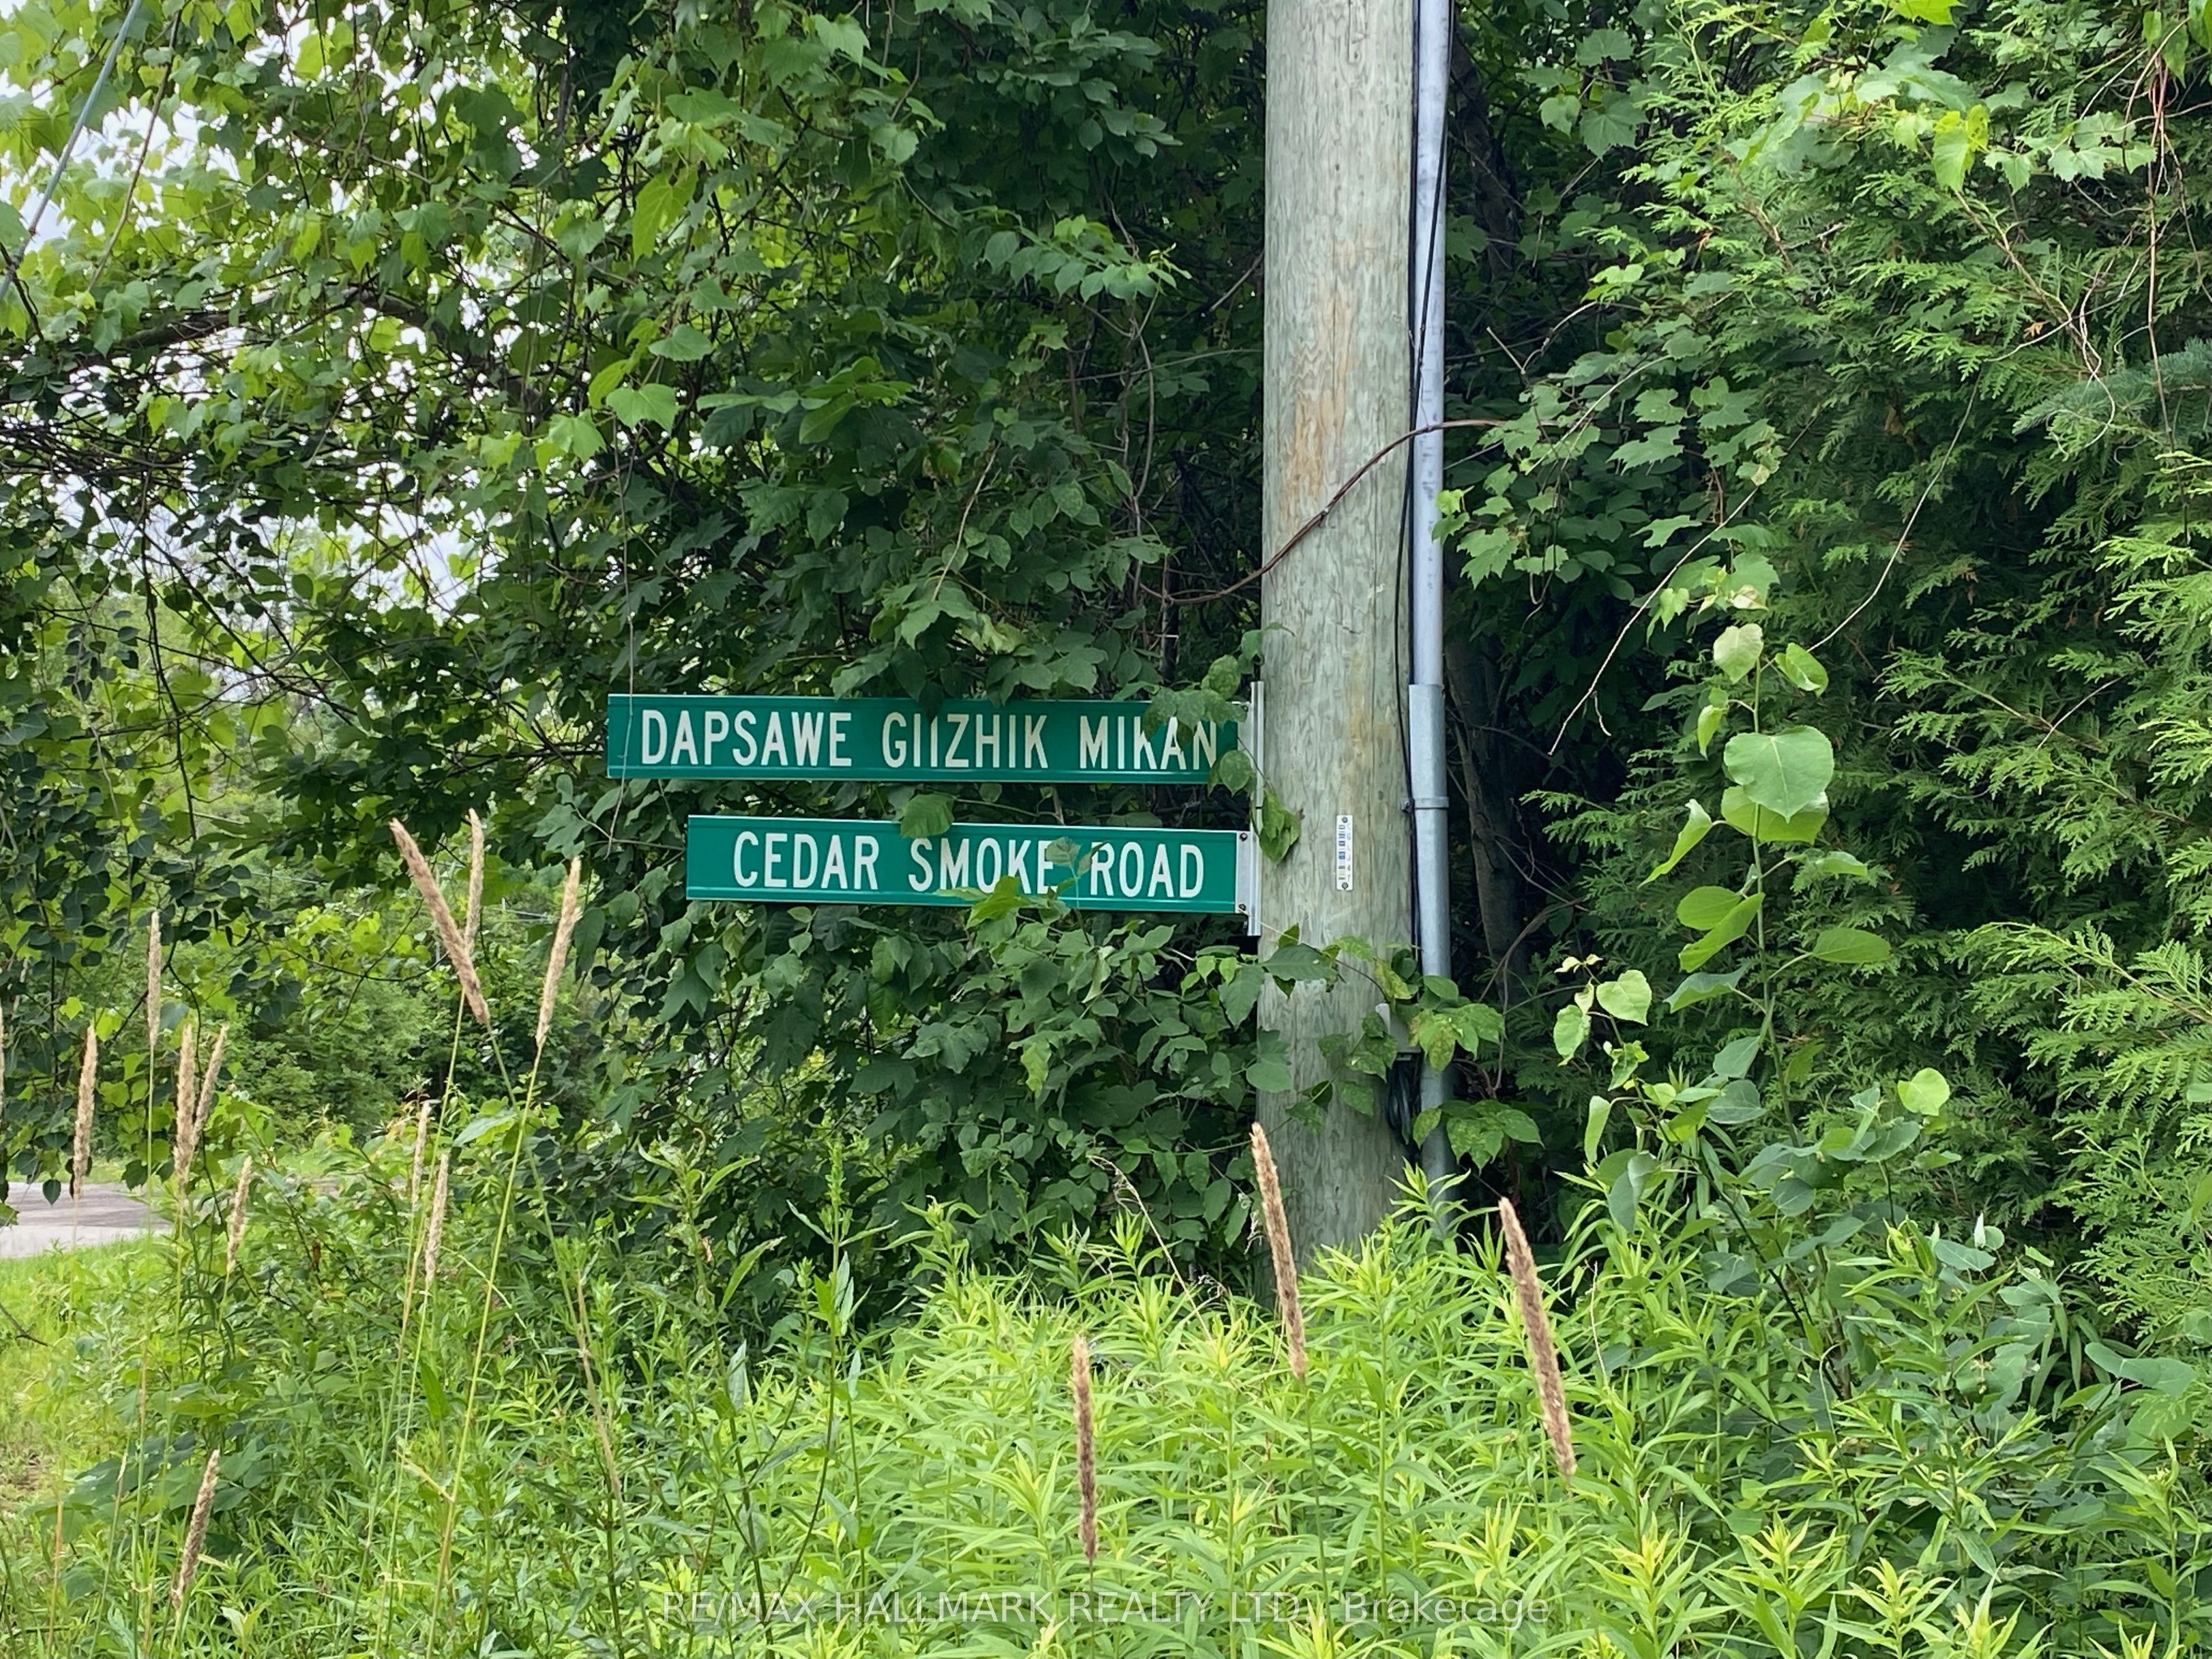 DAPSAWE GIIZHIK MIKAN
CEDAR SMOKE ROAD
RE/MAX HALLMARK REALTY LTD., Brokerage